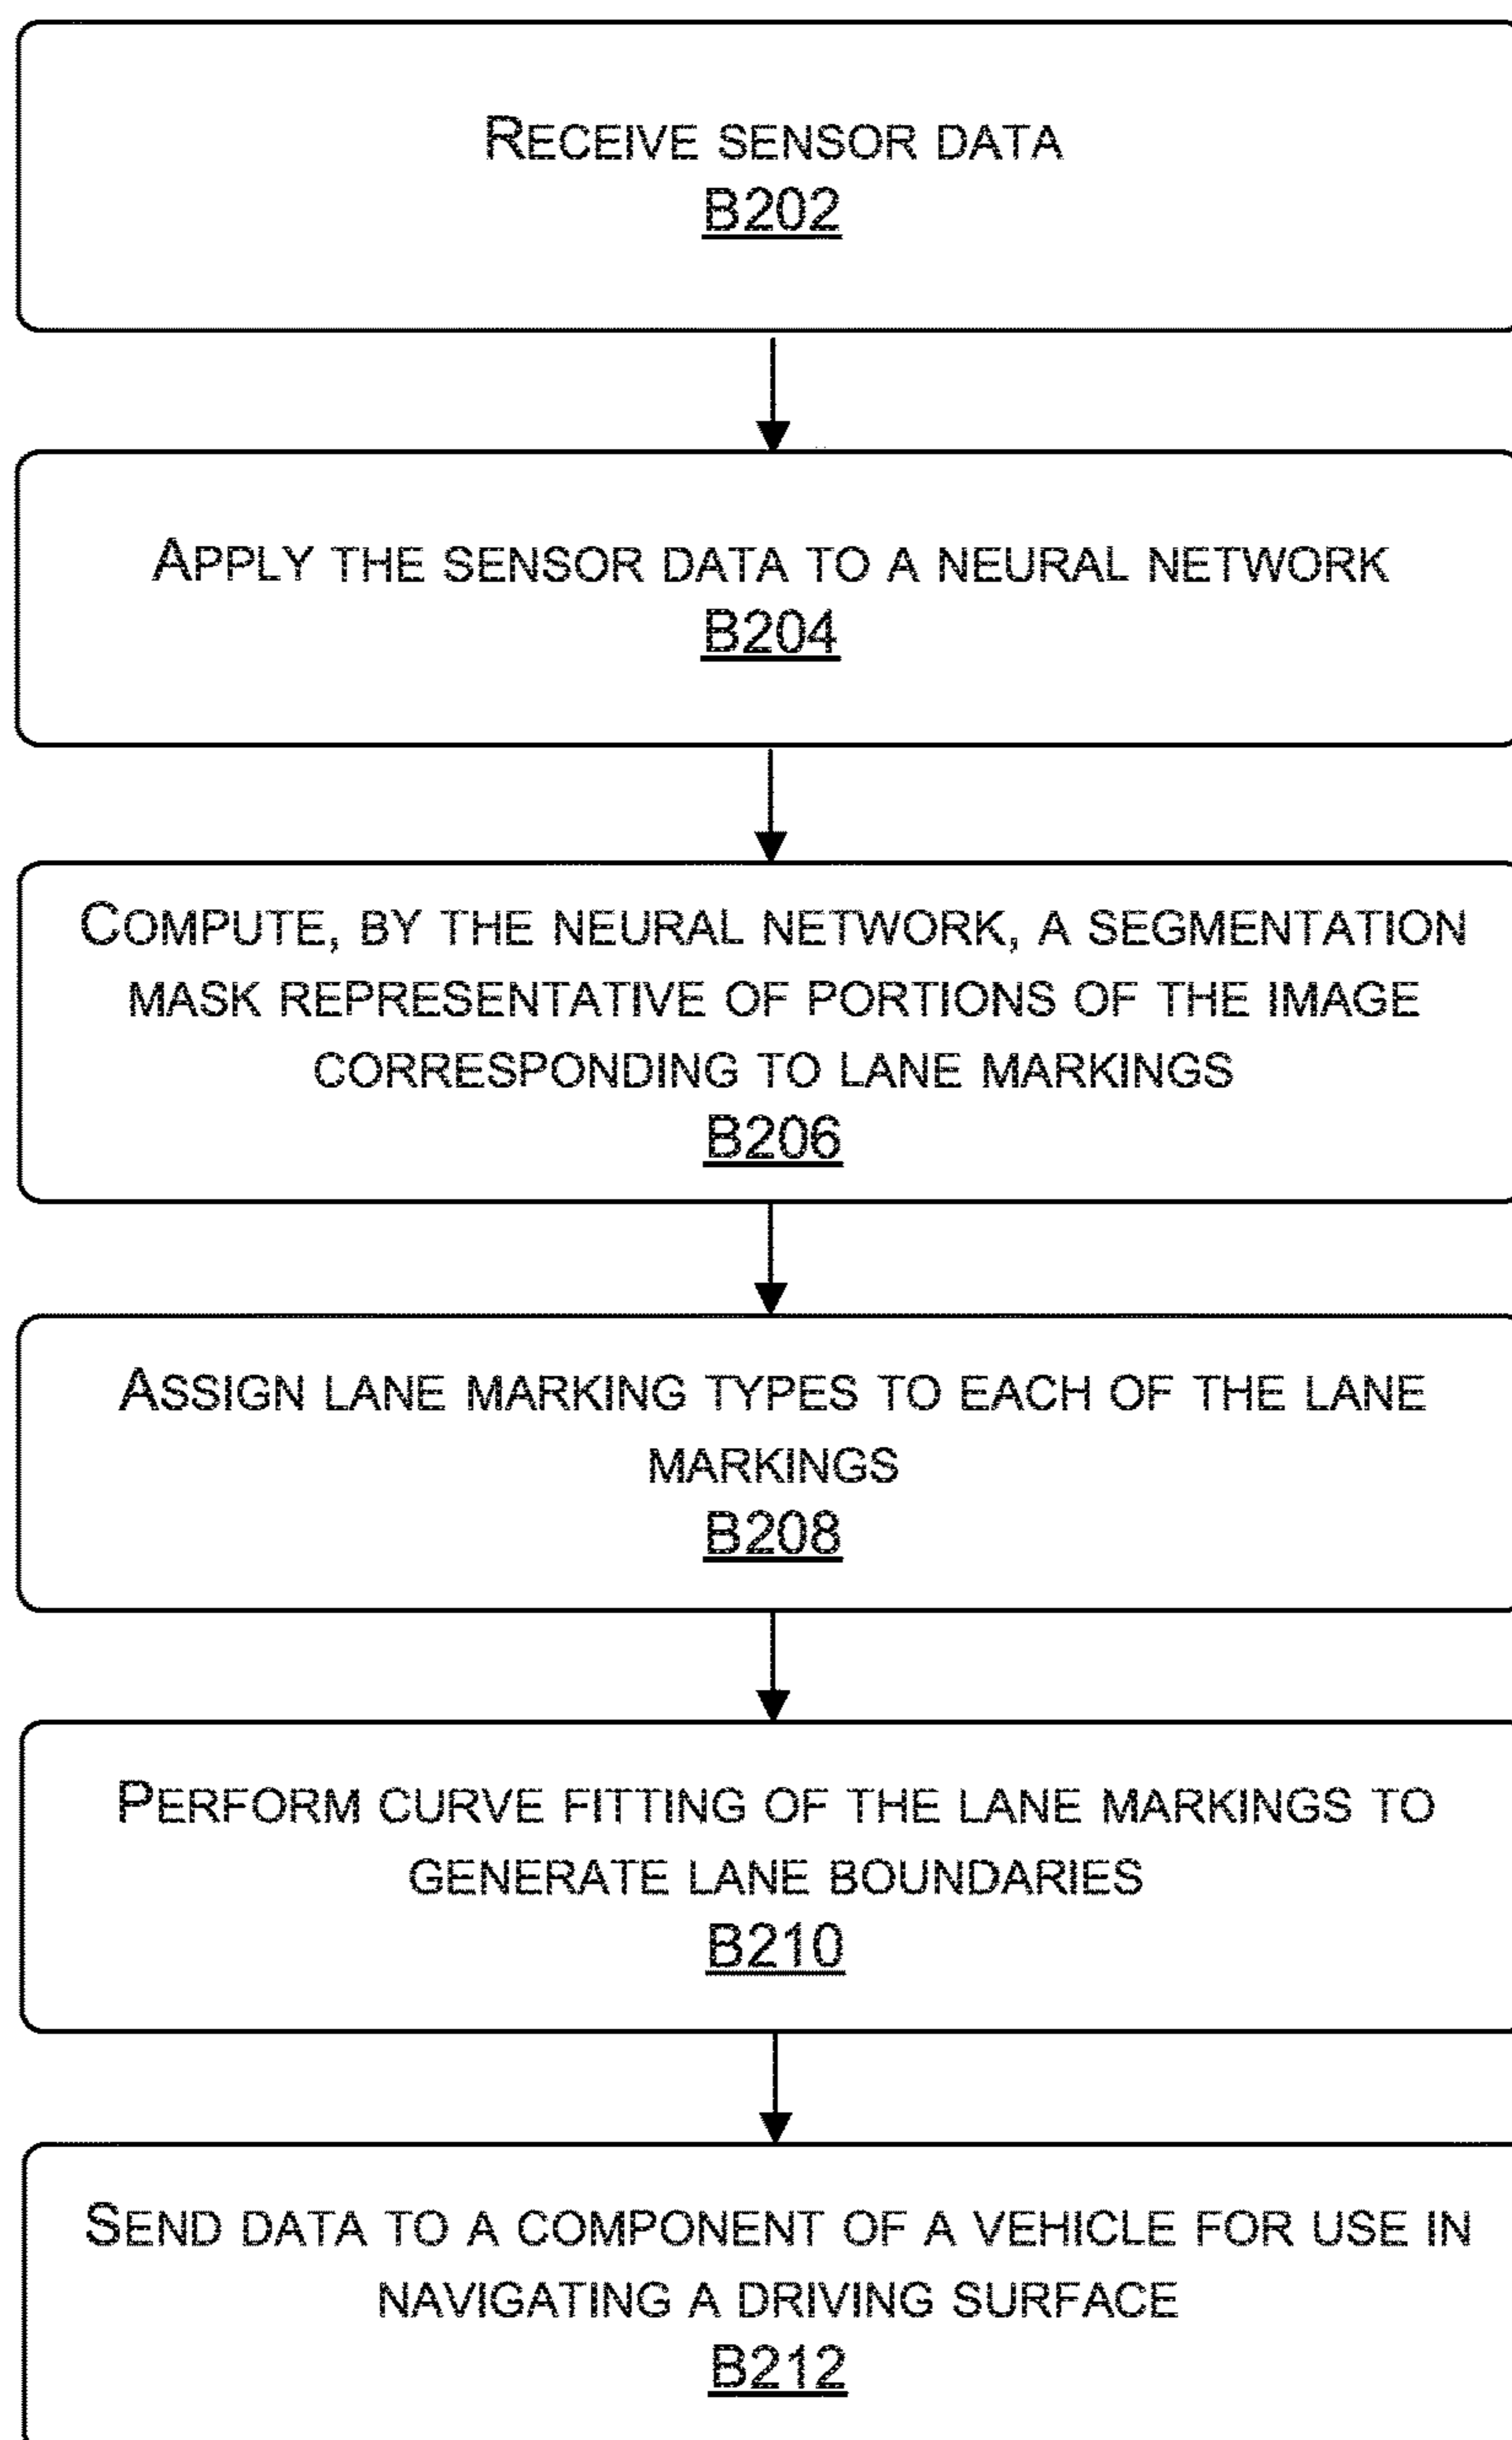 RECEIVE SENSOR DATA
B202
APPLY THE SENSOR DATA TO A NEURAL NETWORK
B204
COMPUTE, BY THE NEURAL NETWORK, A SEGMENTATION
MASK REPRESENTATIVE OF PORTIONS OF THE IMAGE
CORRESPONDING TO LANE MARKINGS
B206
ASSIGN LANE MARKING TYPES TO EACH OF THE LANE
MARKINGS
B208
PERFORM CURVE FITTING OF THE LANE MARKINGS TO
GENERATE LANE BOUNDARIES
B210
SEND DATA TO A COMPONENT OF A VEHICLE FOR USE IN
NAVIGATING A DRIVING SURFACE
B212